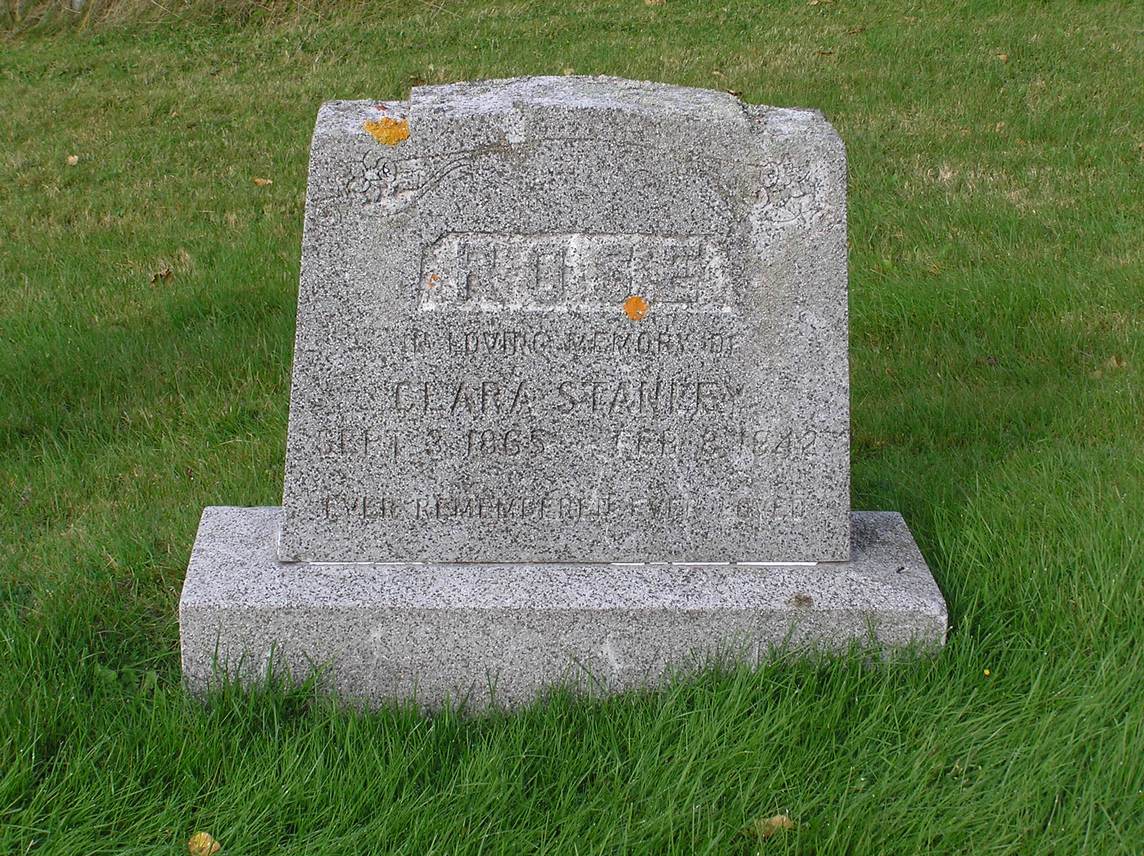 ROSE
IN LOVING MEMORY OF
CLARA STANLEY
SEPT 3, 1865 FEB 8, 1942
EVER REMEMBERED EVER LOVED